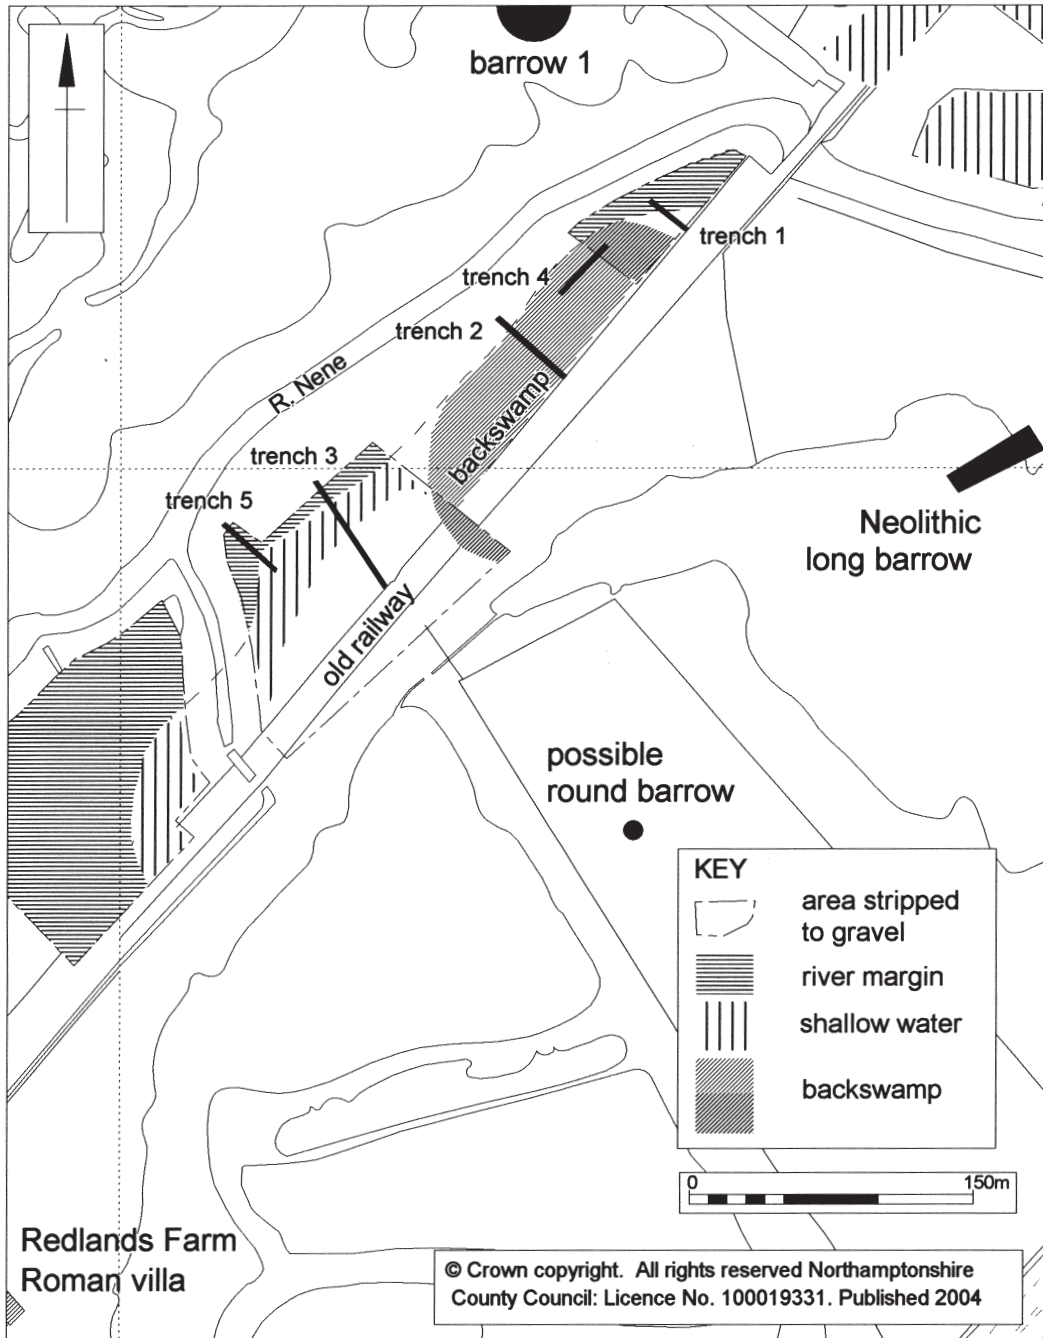 barrow 1
trench 1
trench 4
trench 2
R. Nene
backswamp
trench 3
trench 5
Neolithic
long barrow
old railway
possible
round barrow
KEY
area stripped
to gravel
river margin
shallow water
backswamp
0 150m
Redlands Farm
Roman villa
© Crown copyright. All rights reserved Northamptonshire
County Council: Licence No. 100019331. Published 2004